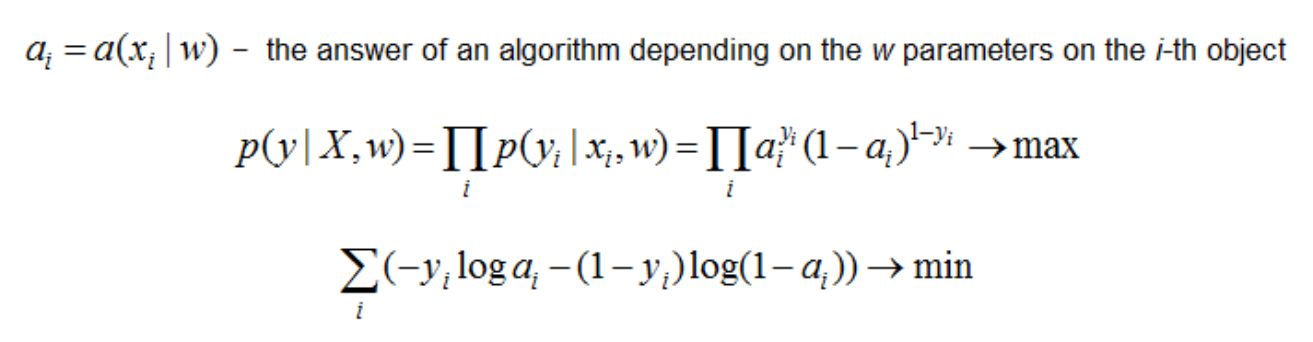 a_i = a(x_i | w) – the answer of an algorithm depending on the w parameters on the i-th object
p(y | X, w) = ∏_i p(y_i | x_i, w) = ∏_i a_i^{y_i} (1 − a_i)^{1−y_i} → max
∑_i (−y_i log a_i − (1 − y_i) log(1 − a_i)) → min